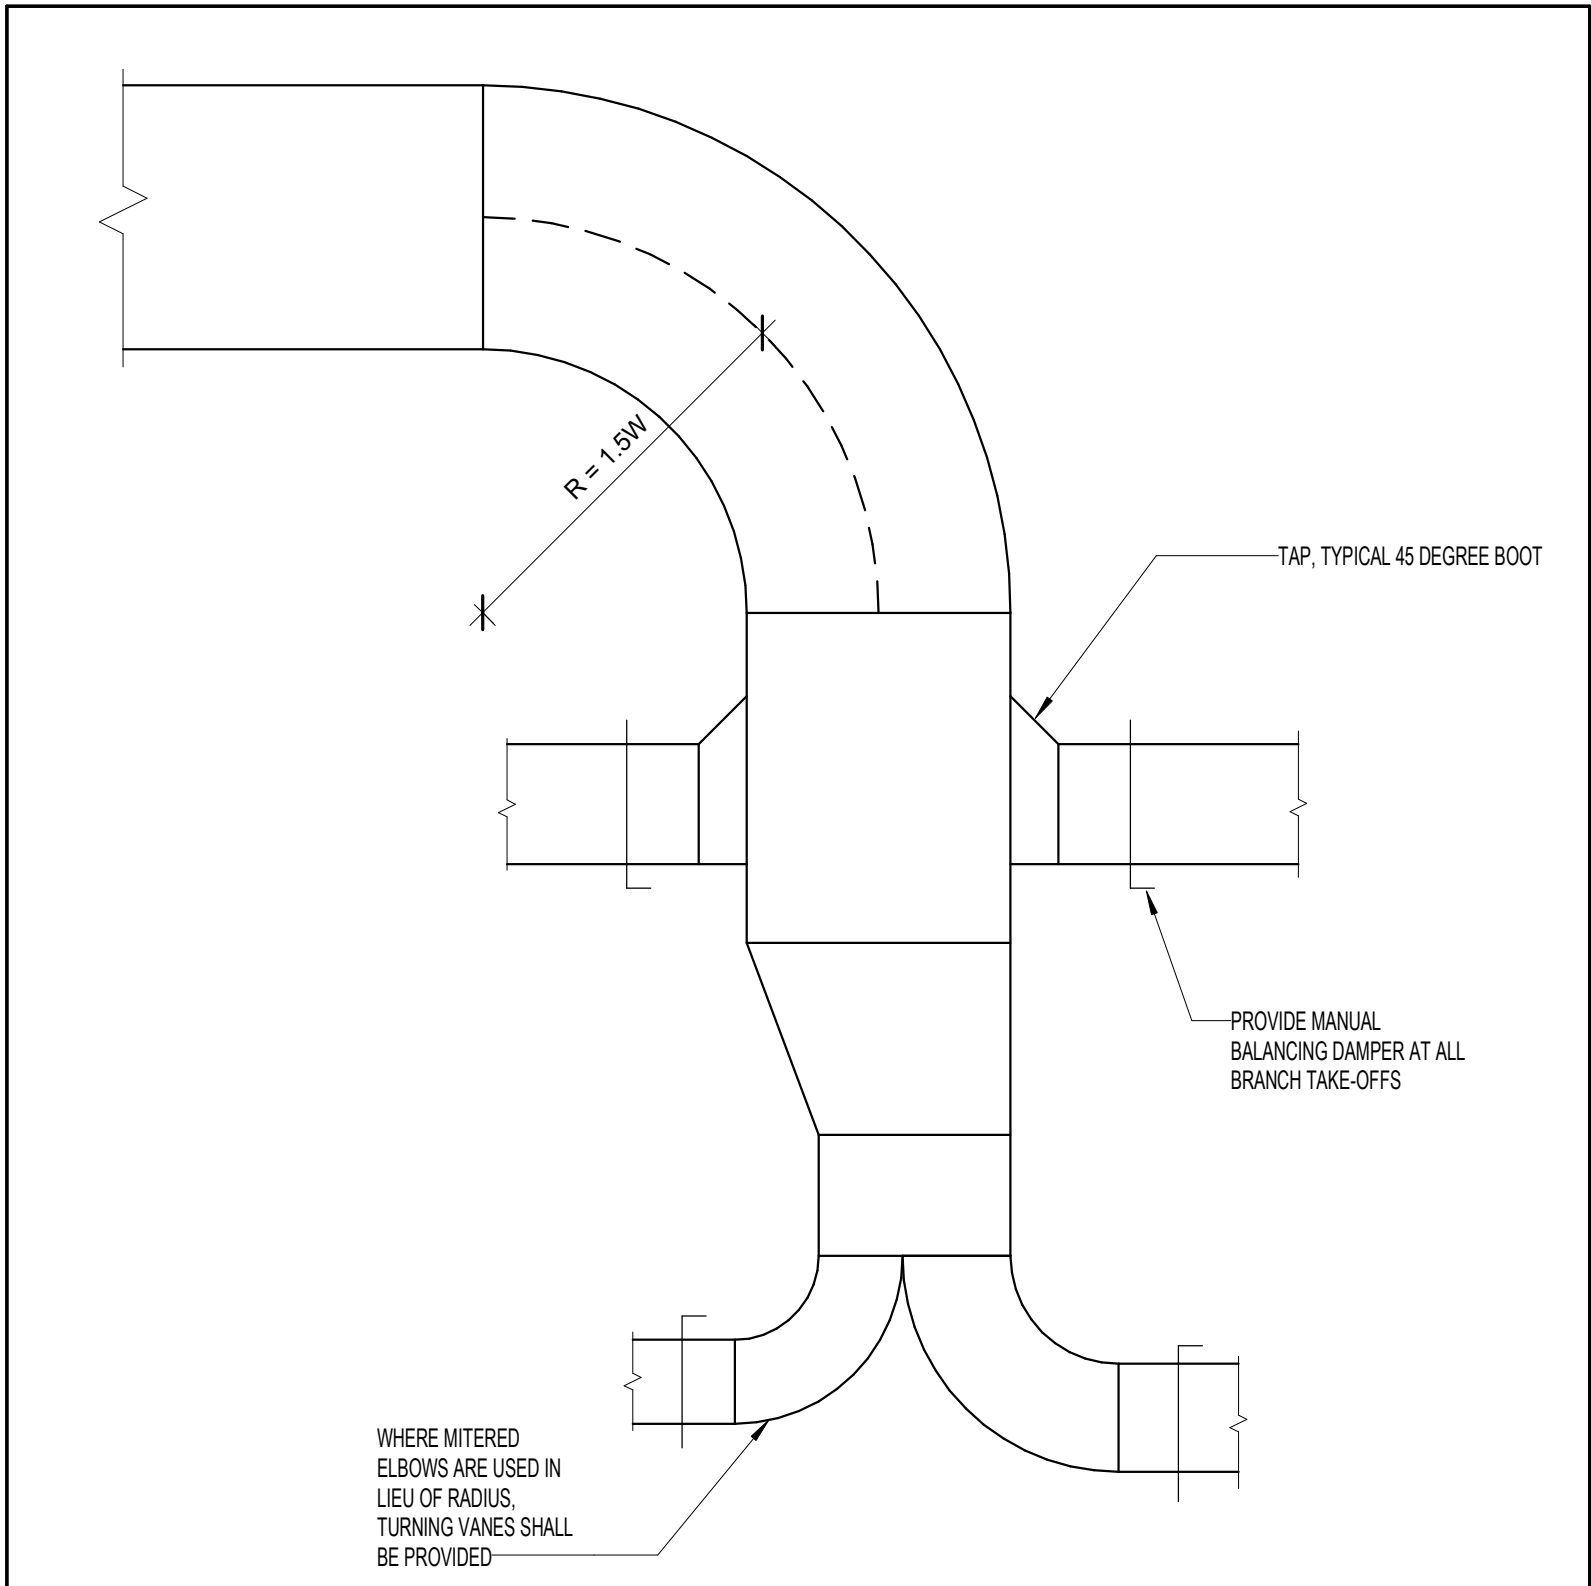 R = 1.5W
TAP, TYPICAL 45 DEGREE BOOT
PROVIDE MANUAL
BALANCING DAMPER AT ALL
BRANCH TAKE-OFFS
WHERE MITERED
ELBOWS ARE USED IN
LIEU OF RADIUS,
TURNING VANES SHALL
BE PROVIDED